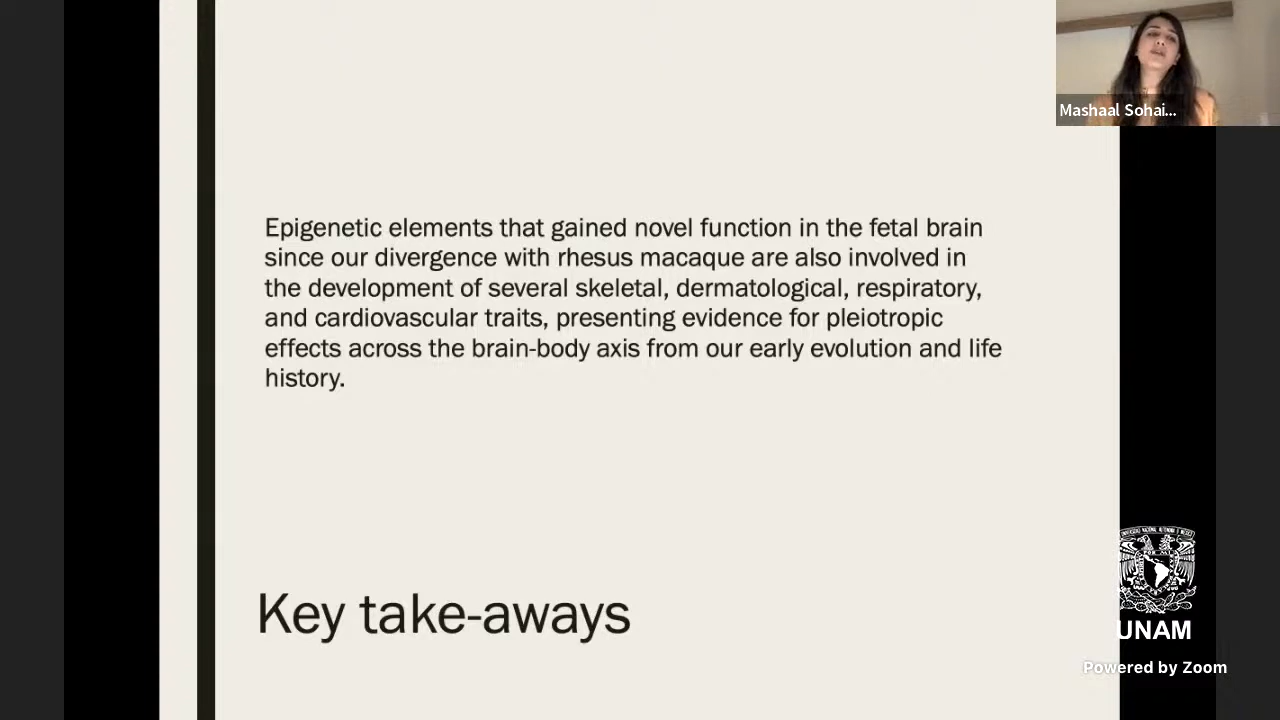 Mashaal Sohai...
Epigenetic elements that gained novel function in the fetal brain
since our divergence with rhesus macaque are also involved in
the development of several skeletal, dermatological, respiratory,
and cardiovascular traits, presenting evidence for pleiotropic
effects across the brain-body axis from our early evolution and life
history.
Key take-aways
UNAM
Powered by Zoom